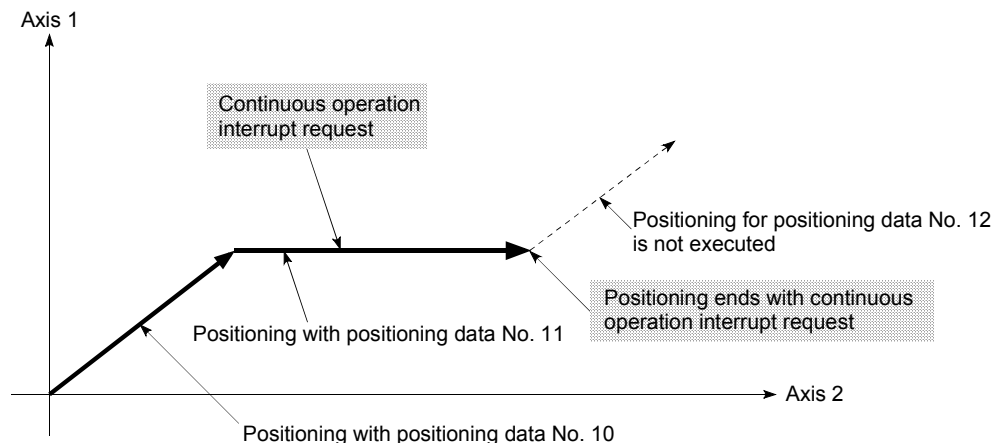 Axis 1
Continuous operation
interrupt request
Positioning for positioning data No. 12
is not executed
Positioning ends with continuous
operation interrupt request
Positioning with positioning data No. 11
Axis 2
Positioning with positioning data No. 10